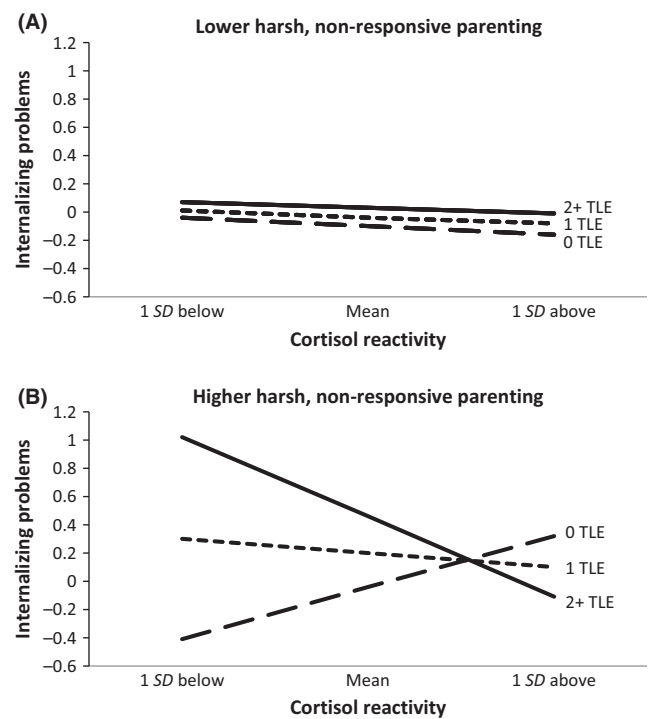 (A)
Lower harsh, non-responsive parenting
Internalizing problems
1.2
1
0.8
0.6
0.4
0.2
0
–0.2
–0.4
–0.6
2+ TLE
1 TLE
0 TLE
1 SD below
Mean
1 SD above
Cortisol reactivity
(B)
Higher harsh, non-responsive parenting
Internalizing problems
1.2
1
0.8
0.6
0.4
0.2
0
–0.2
–0.4
–0.6
0 TLE
1 TLE
2+ TLE
1 SD below
Mean
1 SD above
Cortisol reactivity